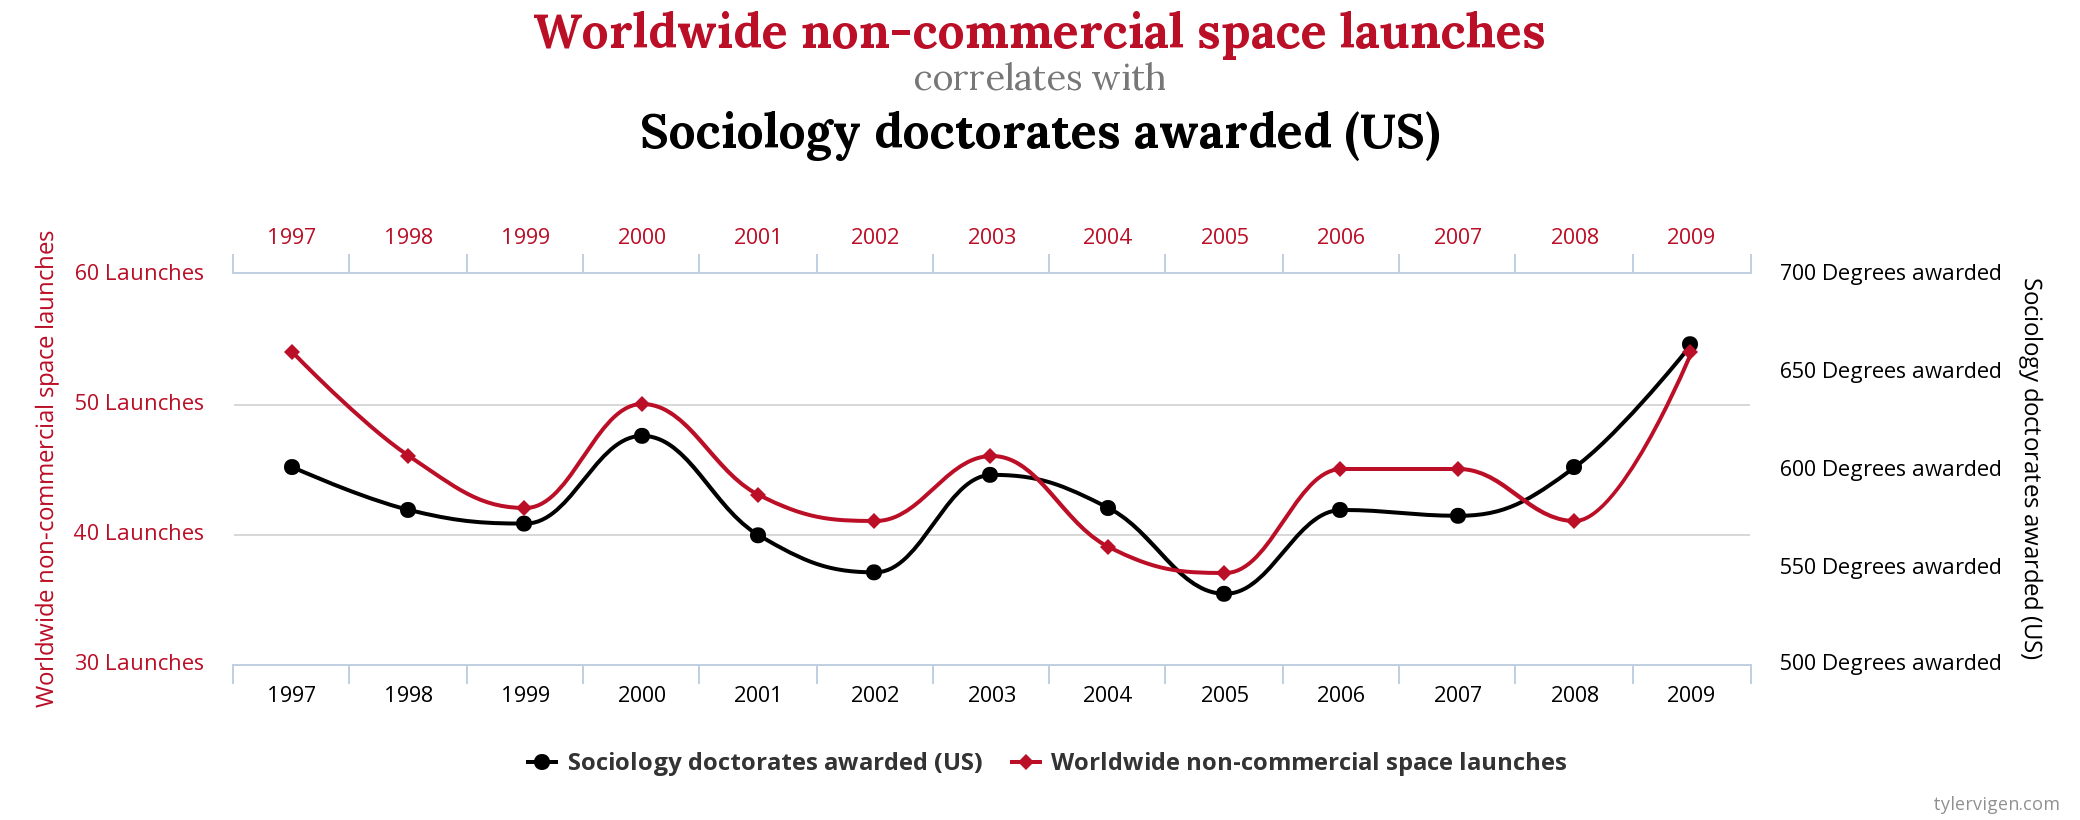 Worldwide non-commercial space launches
correlates with
Sociology doctorates awarded (US)
Worldwide non-commercial space launches
1997 1998 1999 2000 2001 2002 2003 2004 2005 2006 2007 2008 2009
60 Launches
50 Launches
40 Launches
30 Launches
700 Degrees awarded
650 Degrees awarded
600 Degrees awarded
550 Degrees awarded
500 Degrees awarded
Sociology doctorates awarded (US)
1997 1998 1999 2000 2001 2002 2003 2004 2005 2006 2007 2008 2009
Sociology doctorates awarded (US) Worldwide non-commercial space launches
tylervigen.com